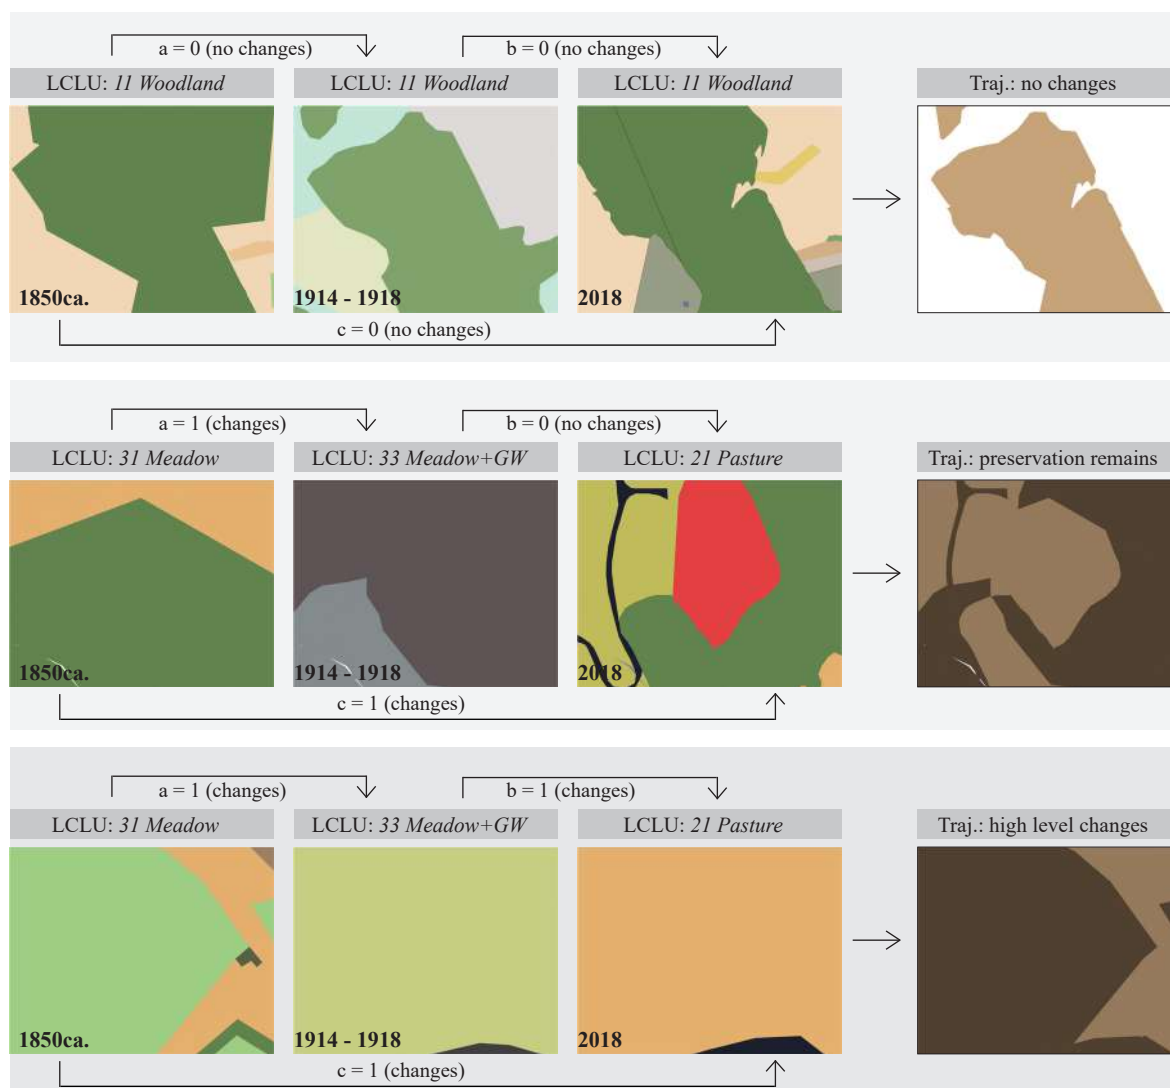 a = 0 (no changes) b = 0 (no changes)
LCLU: 11 Woodland LCLU: 11 Woodland LCLU: 11 Woodland Traj.: no changes
1850ca. 1914 - 1918 2018
c = 0 (no changes)
a = 1 (changes) b = 0 (no changes)
LCLU: 31 Meadow LCLU: 33 Meadow+GW LCLU: 21 Pasture Traj.: preservation remains
1850ca. 1914 - 1918 2018
c = 1 (changes)
a = 1 (changes) b = 1 (changes)
LCLU: 31 Meadow LCLU: 33 Meadow+GW LCLU: 21 Pasture Traj.: high level changes
1850ca. 1914 - 1918 2018
c = 1 (changes)